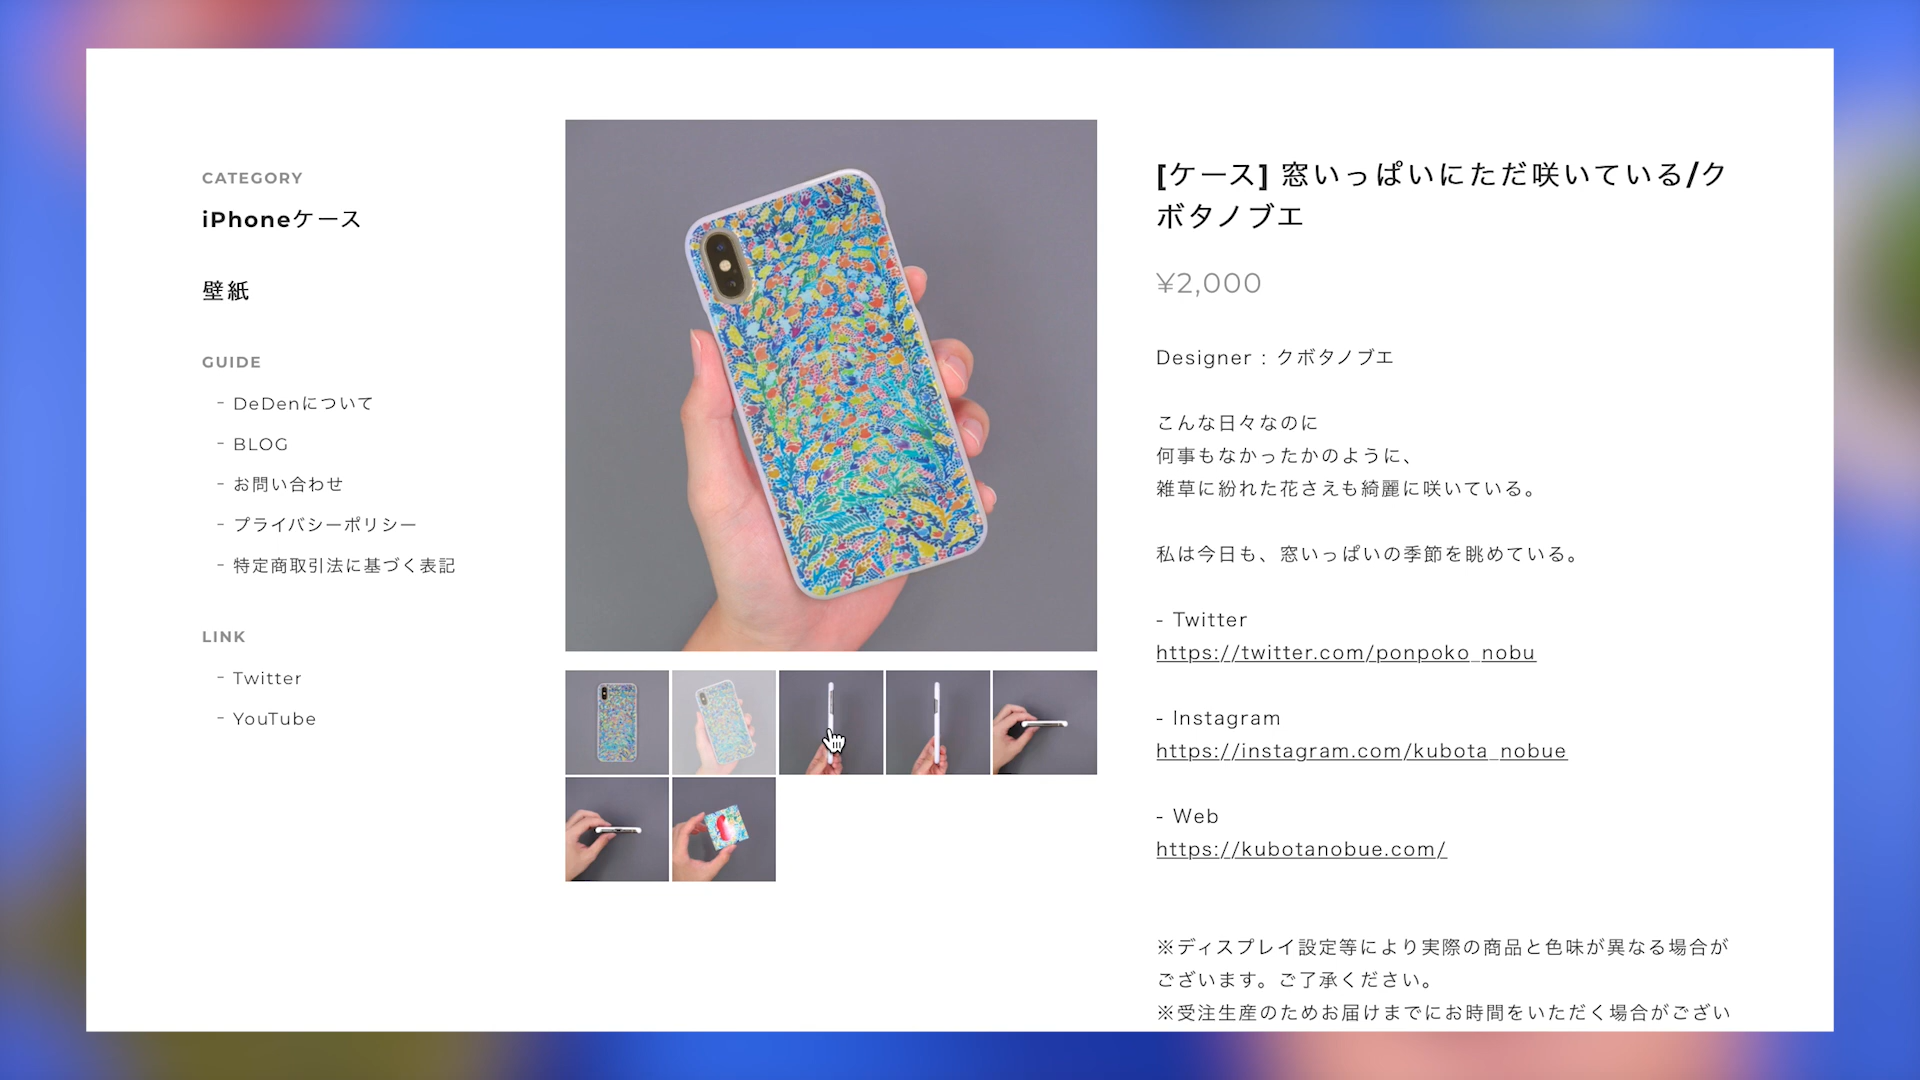 CATEGORY
iPhoneケース
壁紙
GUIDE
- DeDenについて
- BLOG
- お問い合わせ
- プライバシーポリシー
- 特定商取引法に基づく表記
LINK
- Twitter
- YouTube
[ケース] 窓いっぱいにただ咲いている/ク
ボタノブエ
¥2,000
Designer : クボタノブエ
こんな日々なのに
何事もなかったかのように、
雑草に紛れた花さえも綺麗に咲いている。
私は今日も、窓いっぱいの季節を眺めている。
- Twitter
https://twitter.com/ponpoko_nobu
- Instagram
https://instagram.com/kubota_nobue
- Web
https://kubotanobue.com/
※ディスプレイ設定等により実際の商品と色味が異なる場合が
ございます。ご了承ください。
※受注生産のためお届けまでにお時間をいただく場合がござい